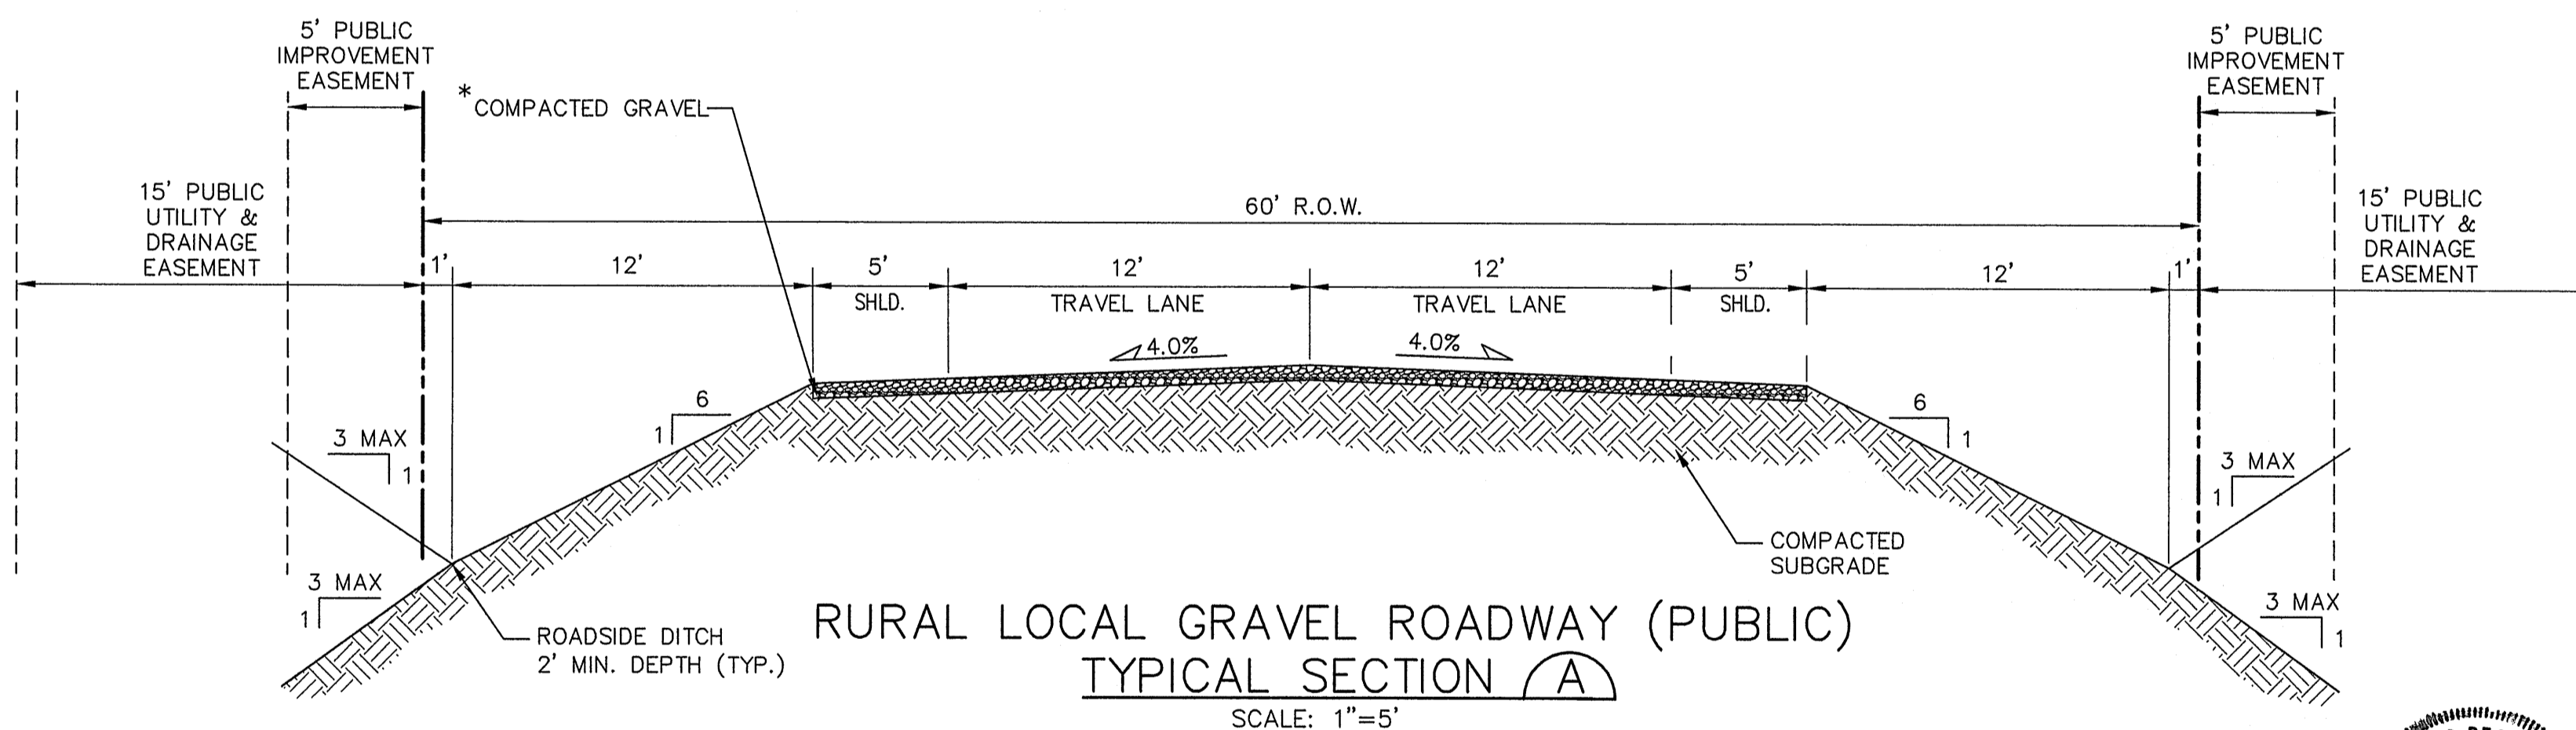 5' PUBLIC
IMPROVEMENT
EASEMENT
5' PUBLIC
IMPROVEMENT
EASEMENT
*COMPACTED GRAVEL
15' PUBLIC
UTILITY &
DRAINAGE
EASEMENT
60' R.O.W.
15' PUBLIC
UTILITY &
DRAINAGE
EASEMENT
1'
12'
5'
SHLD.
12'
TRAVEL LANE
12'
TRAVEL LANE
5'
SHLD.
12'
1'
4.0%
4.0%
6
1
6
1
3 MAX
1
3 MAX
1
3 MAX
1
3 MAX
1
COMPACTED
SUBGRADE
ROADSIDE DITCH
2' MIN. DEPTH (TYP.)
RURAL LOCAL GRAVEL ROADWAY (PUBLIC)
TYPICAL SECTION A
SCALE: 1"=5'